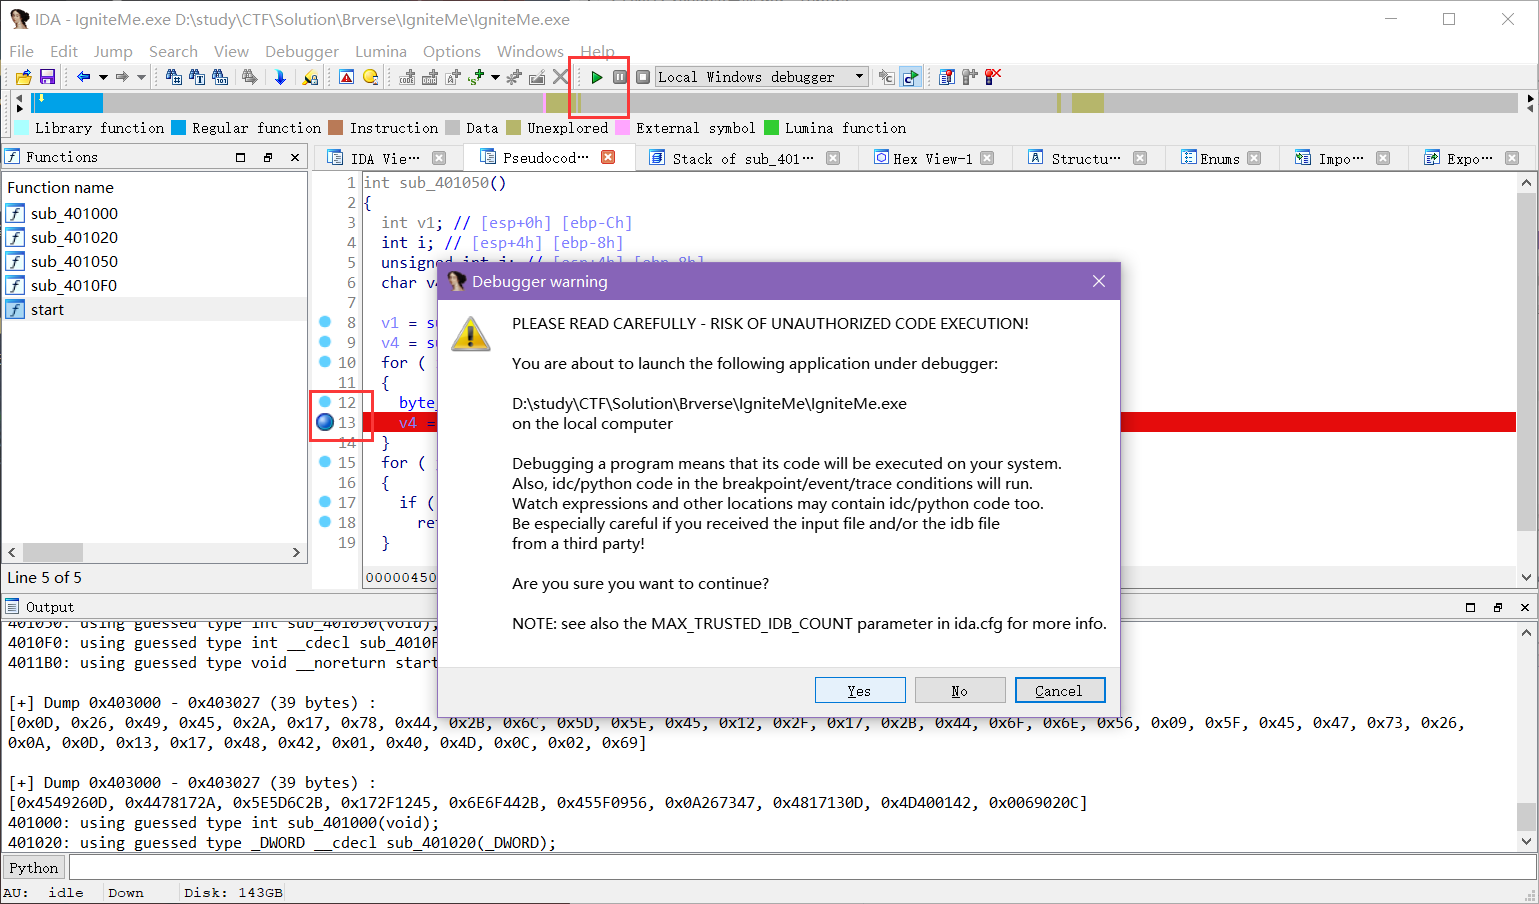 IDA - IgniteMe.exe D:\study\CTF\Solution\Brverse\IgniteMe\IgniteMe.exe
File Edit Jump Search View Debugger Lumina Options Windows Help
Local Windows debugger
Library function Regular function Instruction Data Unexplored External symbol Lumina function
Functions
IDA Vie··· Pseudocod··· Stack of sub_401··· Hex View-1 Structu··· Enums Impo··· Expo···
Function name
sub_401000
sub_401020
sub_401050
sub_4010F0
start
Line 5 of 5
1 int sub_401050()
2 {
3 int v1; // [esp+0h] [ebp-Ch]
4 int i; // [esp+4h] [ebp-8h]
5 unsigned int j; // [esp+4h] [ebp-8h]
6 char v4
7
8 v1 = su
9 v4 = su
10 for (
11 {
12 byte_
13 v4 =
14 }
15 for (
16 {
17 if (
18 re
19 }
00000450
Debugger warning
PLEASE READ CAREFULLY - RISK OF UNAUTHORIZED CODE EXECUTION!
You are about to launch the following application under debugger:
D:\study\CTF\Solution\Brverse\IgniteMe\IgniteMe.exe
on the local computer
Debugging a program means that its code will be executed on your system.
Also, idc/python code in the breakpoint/event/trace conditions will run.
Watch expressions and other locations may contain idc/python code too.
Be especially careful if you received the input file and/or the idb file
from a third party!
Are you sure you want to continue?
NOTE: see also the MAX_TRUSTED_IDB_COUNT parameter in ida.cfg for more info.
Yes No Cancel
Output
401050: using guessed type int sub_401050(void);
4010F0: using guessed type int __cdecl sub_4010F
4011B0: using guessed type void __noreturn start
[+] Dump 0x403000 - 0x403027 (39 bytes) :
[0x0D, 0x26, 0x49, 0x45, 0x2A, 0x17, 0x78, 0x44, 0x2B, 0x6C, 0x5D, 0x5E, 0x45, 0x12, 0x2F, 0x17, 0x2B, 0x44, 0x6F, 0x6E, 0x56, 0x09, 0x5F, 0x45, 0x47, 0x73, 0x26,
0x0A, 0x0D, 0x13, 0x17, 0x48, 0x42, 0x01, 0x40, 0x4D, 0x0C, 0x02, 0x69]
[+] Dump 0x403000 - 0x403027 (39 bytes) :
[0x4549260D, 0x4478172A, 0x5E5D6C2B, 0x172F1245, 0x6E6F442B, 0x455F0956, 0x0A267347, 0x4817130D, 0x4D400142, 0x0069020C]
401000: using guessed type int sub_401000(void);
401020: using guessed type _DWORD __cdecl sub_401020(_DWORD);
Python
AU: idle Down Disk: 143GB